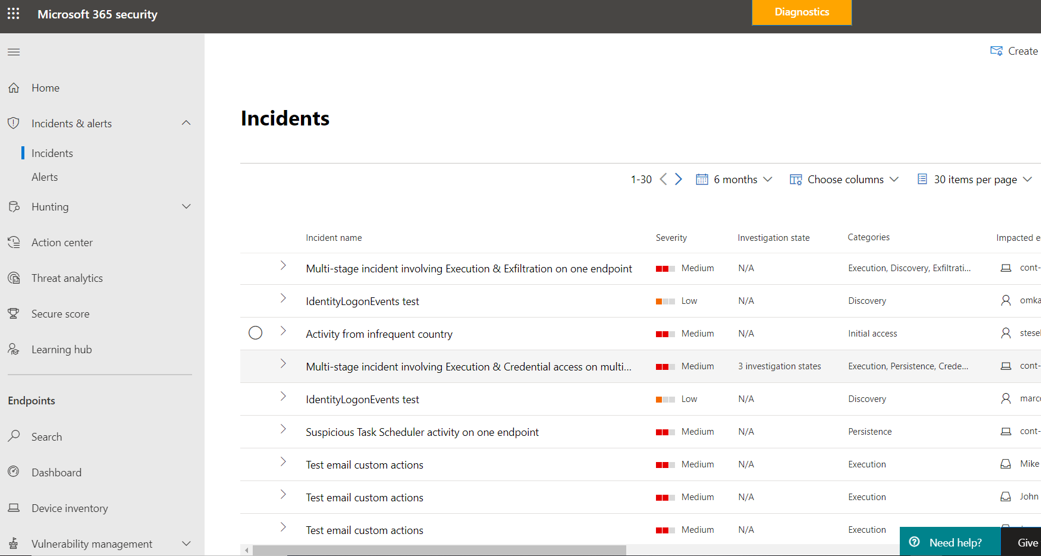 Microsoft 365 security
Diagnostics
Create
Home
Incidents & alerts
Incidents
Alerts
Hunting
Action center
Threat analytics
Secure score
Learning hub
Endpoints
Search
Dashboard
Device inventory
Vulnerability management
Incidents
1-30 6 months Choose columns 30 items per page
Incident name Severity Investigation state Categories Impacted e
Multi-stage incident involving Execution & Exfiltration on one endpoint Medium N/A Execution, Discovery, Exfiltrati... cont-
IdentityLogonEvents test Low N/A Discovery omka
Activity from infrequent country Medium N/A Initial access stesel
Multi-stage incident involving Execution & Credential access on multi... Medium 3 investigation states Execution, Persistence, Crede... cont-
IdentityLogonEvents test Low N/A Discovery marc
Suspicious Task Scheduler activity on one endpoint Medium N/A Persistence cont-
Test email custom actions Medium N/A Execution Mike
Test email custom actions Medium N/A Execution John
Test email custom actions Medium N/A Execution
Need help? Give